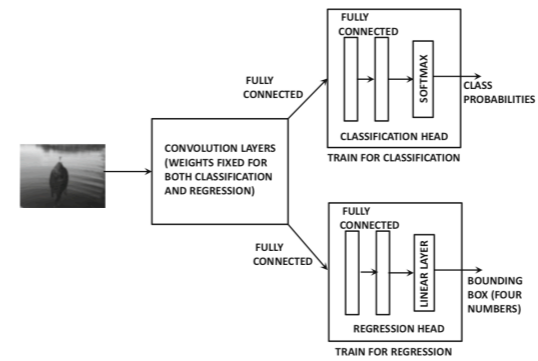 FULLY
CONNECTED
SOFTMAX
CLASSIFICATION HEAD
TRAIN FOR CLASSIFICATION
CLASS
PROBABILITIES
FULLY
CONNECTED
CONVOLUTION LAYERS
(WEIGHTS FIXED FOR
BOTH CLASSIFICATION
AND REGRESSION)
FULLY
CONNECTED
FULLY
CONNECTED
LINEAR LAYER
REGRESSION HEAD
TRAIN FOR REGRESSION
BOUNDING
BOX (FOUR
NUMBERS)